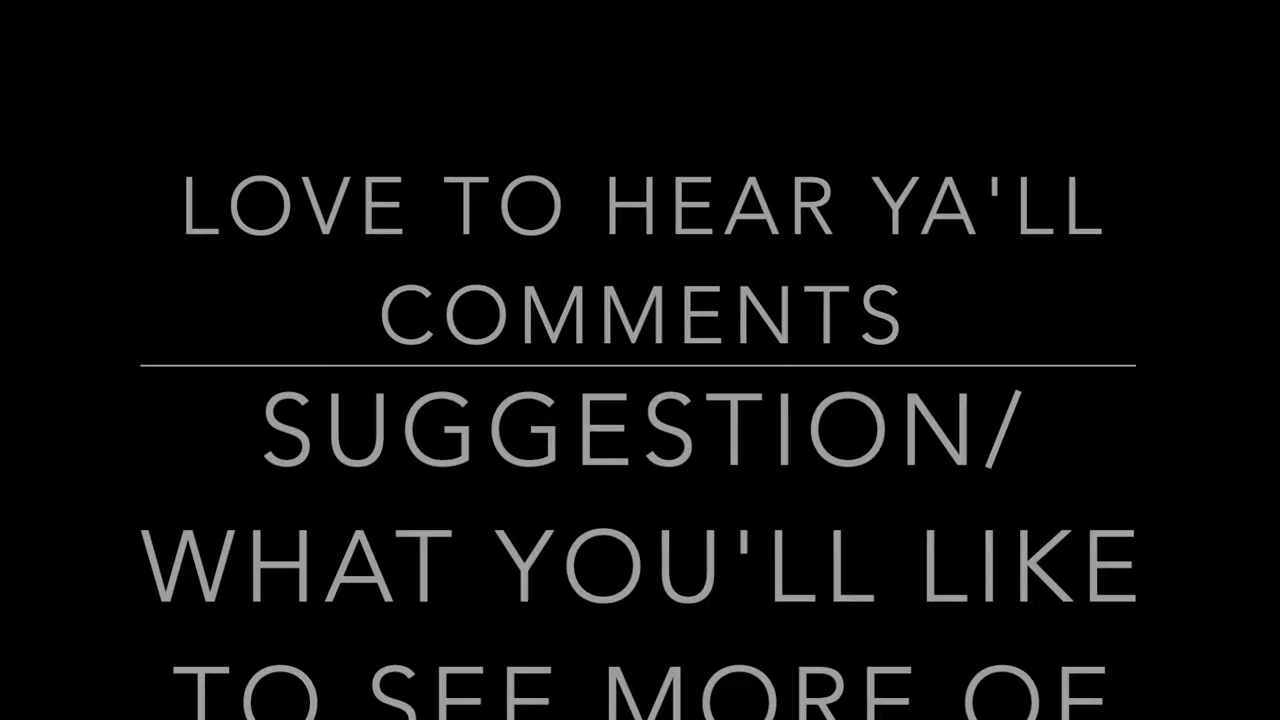 LOVE TO HEAR YA'LL
COMMENTS
SUGGESTION/
WHAT YOU'LL LIKE
TO SEE MORE OF